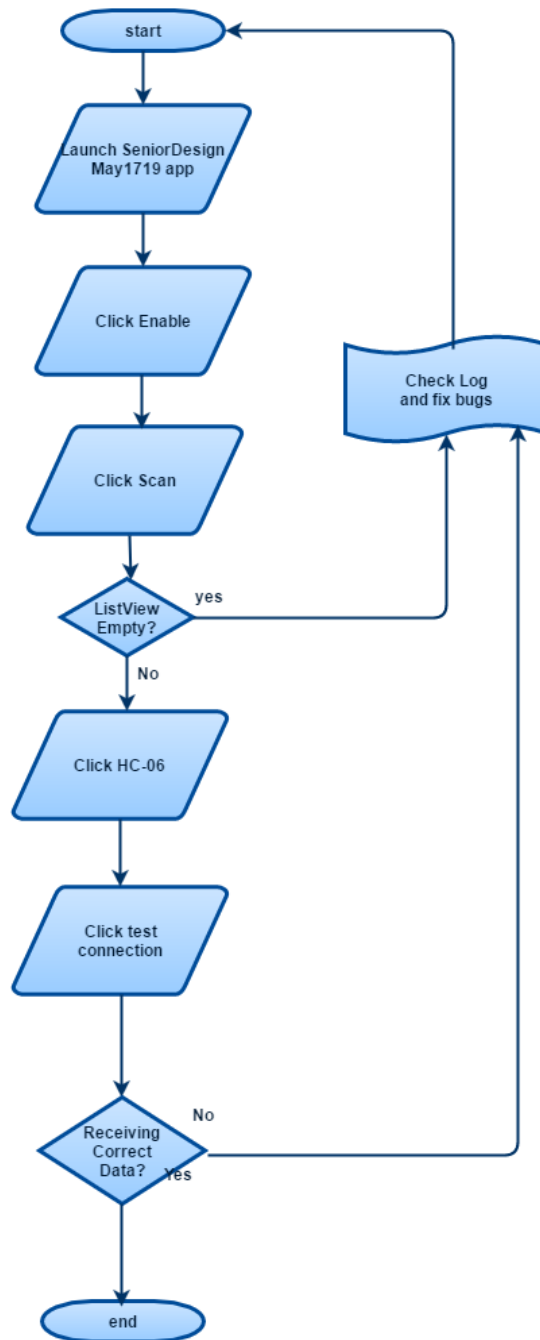 start
Launch SeniorDesign
May1719 app
Click Enable
Check Log
and fix bugs
Click Scan
ListView
Empty?
yes
No
Click HC-06
Click test
connection
No
Receiving
Correct
Data?
Yes
end